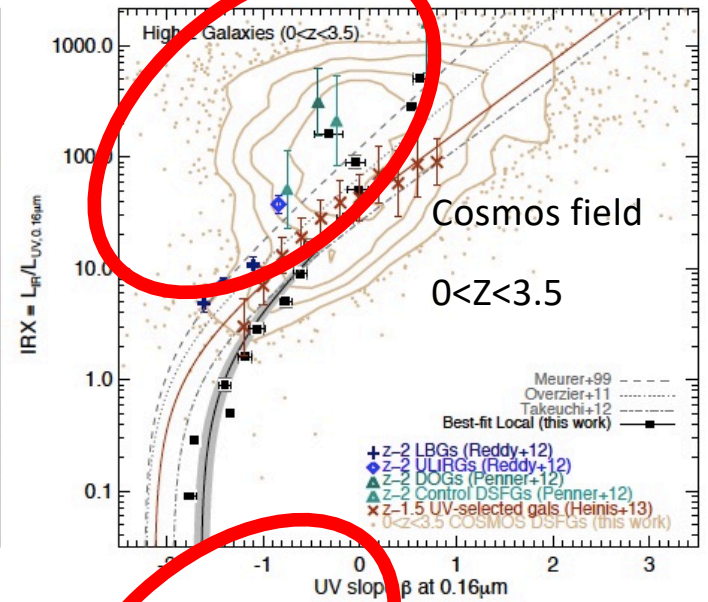 High-z Galaxies (0<z<3.5)
1000.0
100.0
10.0
1.0
0.1
IRX ≡ L_IR/L_UV,0.16μm
Cosmos field
0<Z<3.5
Meurer+99
Overzier+11
Takeuchi+12
Best-fit Local (this work)
z~2 LBGs (Reddy+12)
z~2 ULIRGs (Reddy+12)
z~2 DOGs (Penner+12)
z~2 Control DSFGs (Penner+12)
z~1.5 UV-selected gals (Heinis+13)
0<z<3.5 COSMOS DSFGs (this work)
-2 -1 0 1 2 3
UV slope β at 0.16μm